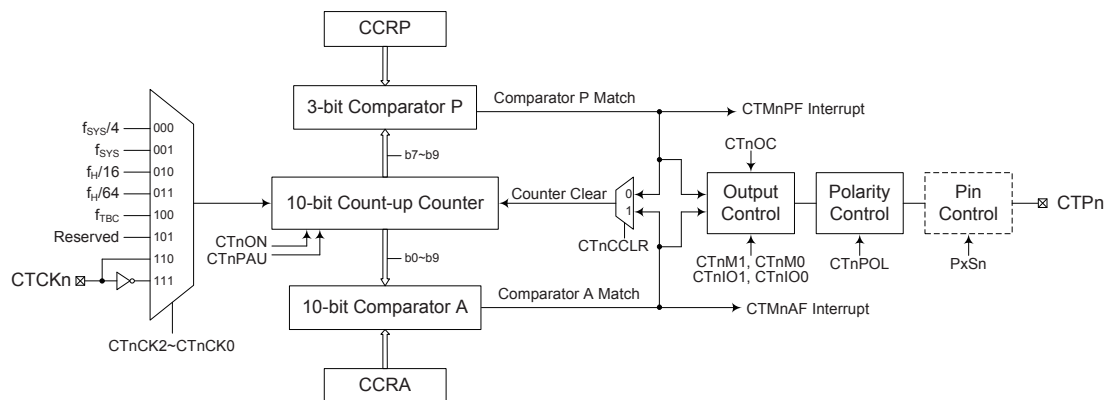 CCRP
3-bit Comparator P
Comparator P Match
CTMnPF Interrupt
fSYS/4 000
fSYS 001
fH/16 010
fH/64 011
fTBC 100
Reserved 101
110
111
CTCKn
CTnCK2~CTnCK0
b7~b9
10-bit Count-up Counter
CTnON
CTnPAU
b0~b9
Counter Clear
0
1
CTnCCLR
CTnOC
Output
Control
CTnM1, CTnM0
CTnIO1, CTnIO0
Polarity
Control
CTnPOL
Pin
Control
PxSn
CTPn
10-bit Comparator A
Comparator A Match
CTMnAF Interrupt
CCRA